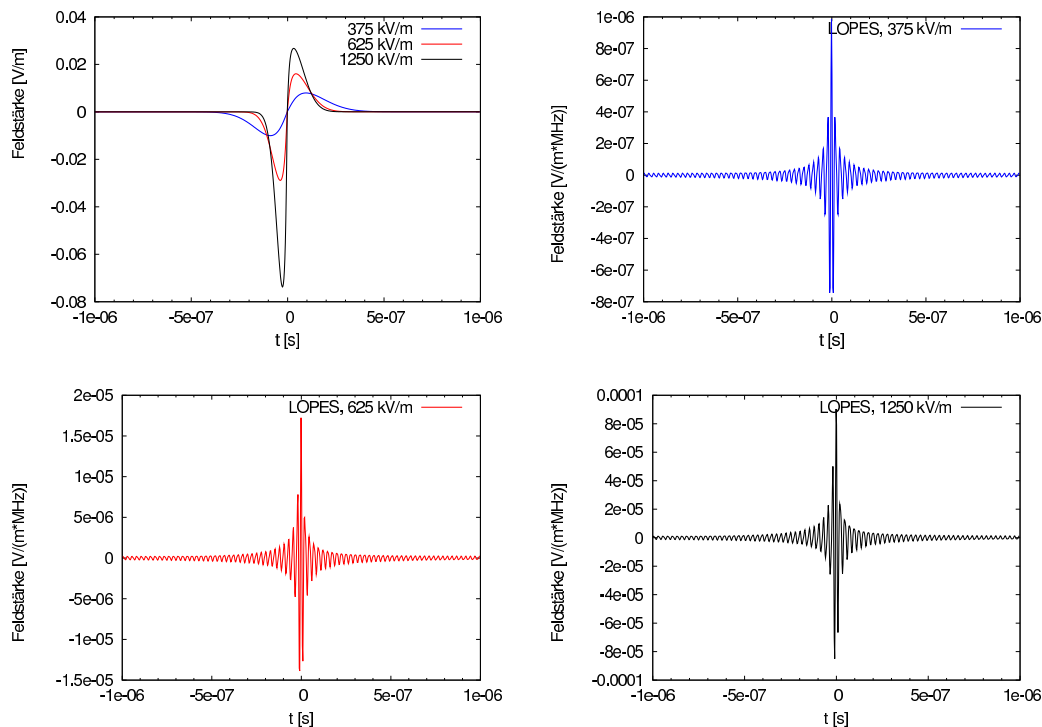 0.04
0.02
0
-0.02
-0.04
-0.06
-0.08
Feldstärke [V/m]
375 kV/m
625 kV/m
1250 kV/m
-1e-06 -5e-07 0 5e-07 1e-06
t [s]
1e-06
8e-07
6e-07
4e-07
2e-07
0
-2e-07
-4e-07
-6e-07
-8e-07
Feldstärke [V/(m*MHz)]
LOPES, 375 kV/m
-1e-06 -5e-07 0 5e-07 1e-06
t [s]
2e-05
1.5e-05
1e-05
5e-06
0
-5e-06
-1e-05
-1.5e-05
Feldstärke [V/(m*MHz)]
LOPES, 625 kV/m
-1e-06 -5e-07 0 5e-07 1e-06
t [s]
0.0001
8e-05
6e-05
4e-05
2e-05
0
-2e-05
-4e-05
-6e-05
-8e-05
-0.0001
Feldstärke [V/(m*MHz)]
LOPES, 1250 kV/m
-1e-06 -5e-07 0 5e-07 1e-06
t [s]